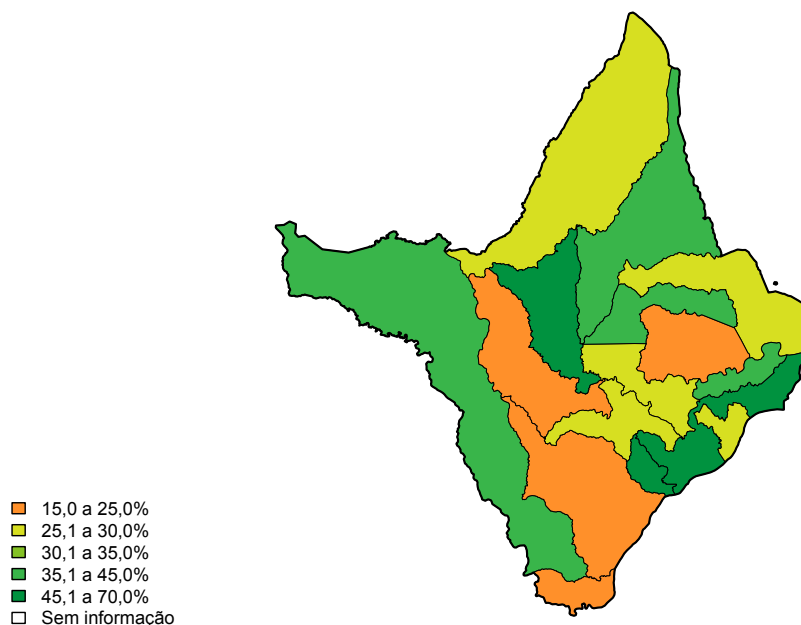 15,0 a 25,0%
25,1 a 30,0%
30,1 a 35,0%
35,1 a 45,0%
45,1 a 70,0%
Sem informação